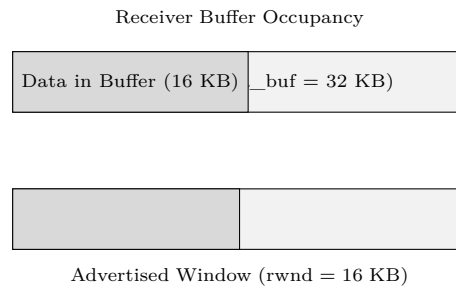 Receiver Buffer Occupancy
Data in Buffer (16 KB) _buf = 32 KB)
Advertised Window (rwnd = 16 KB)